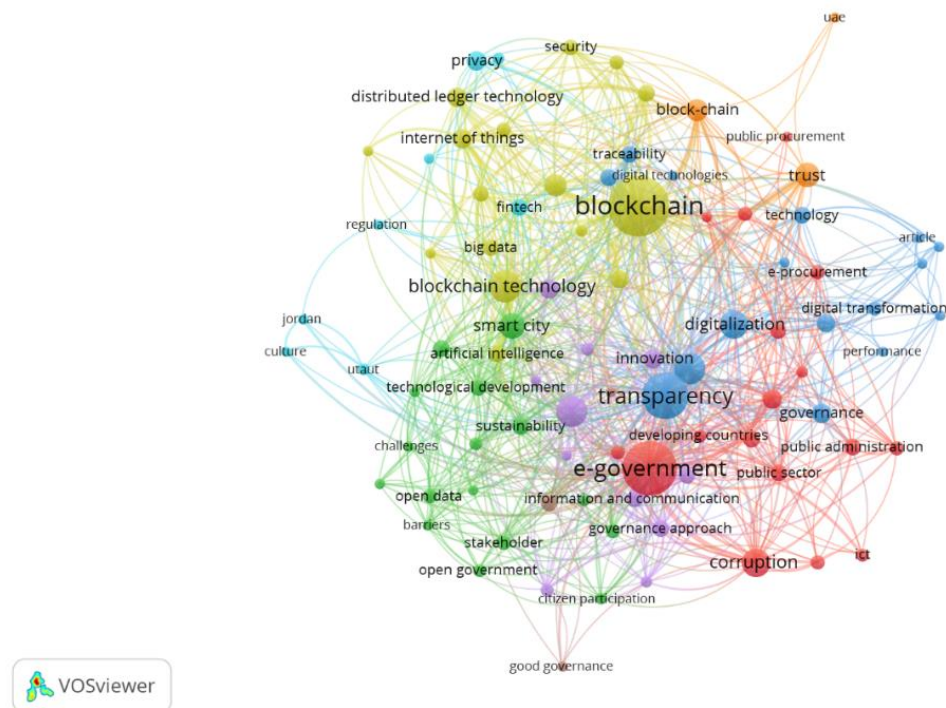 uae
security
privacy
distributed ledger technology
block-chain
internet of things
public procurement
traceability
digital technologies
trust
fintech
blockchain
technology
regulation
big data
article
e-procurement
blockchain technology
digital transformation
jordan
smart city
digitalization
culture
artificial intelligence
innovation
performance
utaut
technological development
transparency
governance
sustainability
developing countries
challenges
public administration
e-government
public sector
open data
information and communication
barriers
governance approach
stakeholder
ict
open government
corruption
citizen participation
good governance
VOSviewer